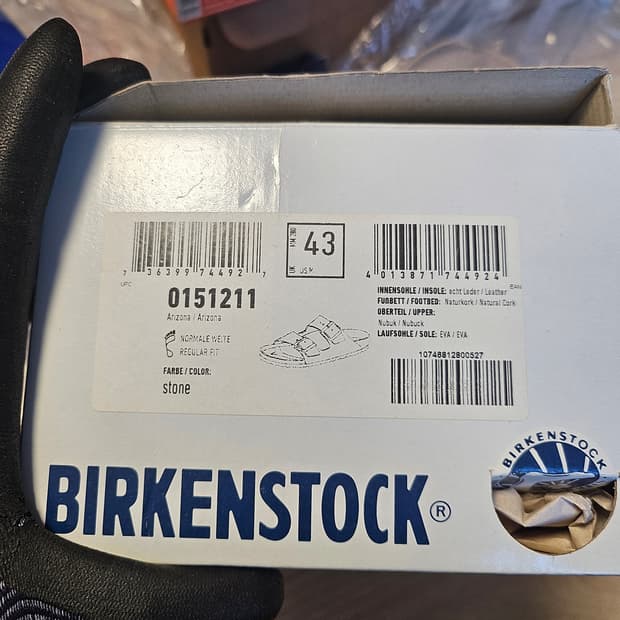 7 36399 74492 7
UPC
43
EU
US M
4 013871 744924
EAN
0151211
Arizona / Arizona
NORMALE WEITE
REGULAR FIT
FARBE / COLOR:
stone
INNENSOHLE / INSOLE: echt Leder / Leather
FUßBETT / FOOTBED: Naturkork / Natural Cork
OBERTEIL / UPPER:
Nubuk / Nubuck
LAUFSOHLE / SOLE: EVA / EVA
10748812800527
BIRKENSTOCK®
BIRKENSTOCK